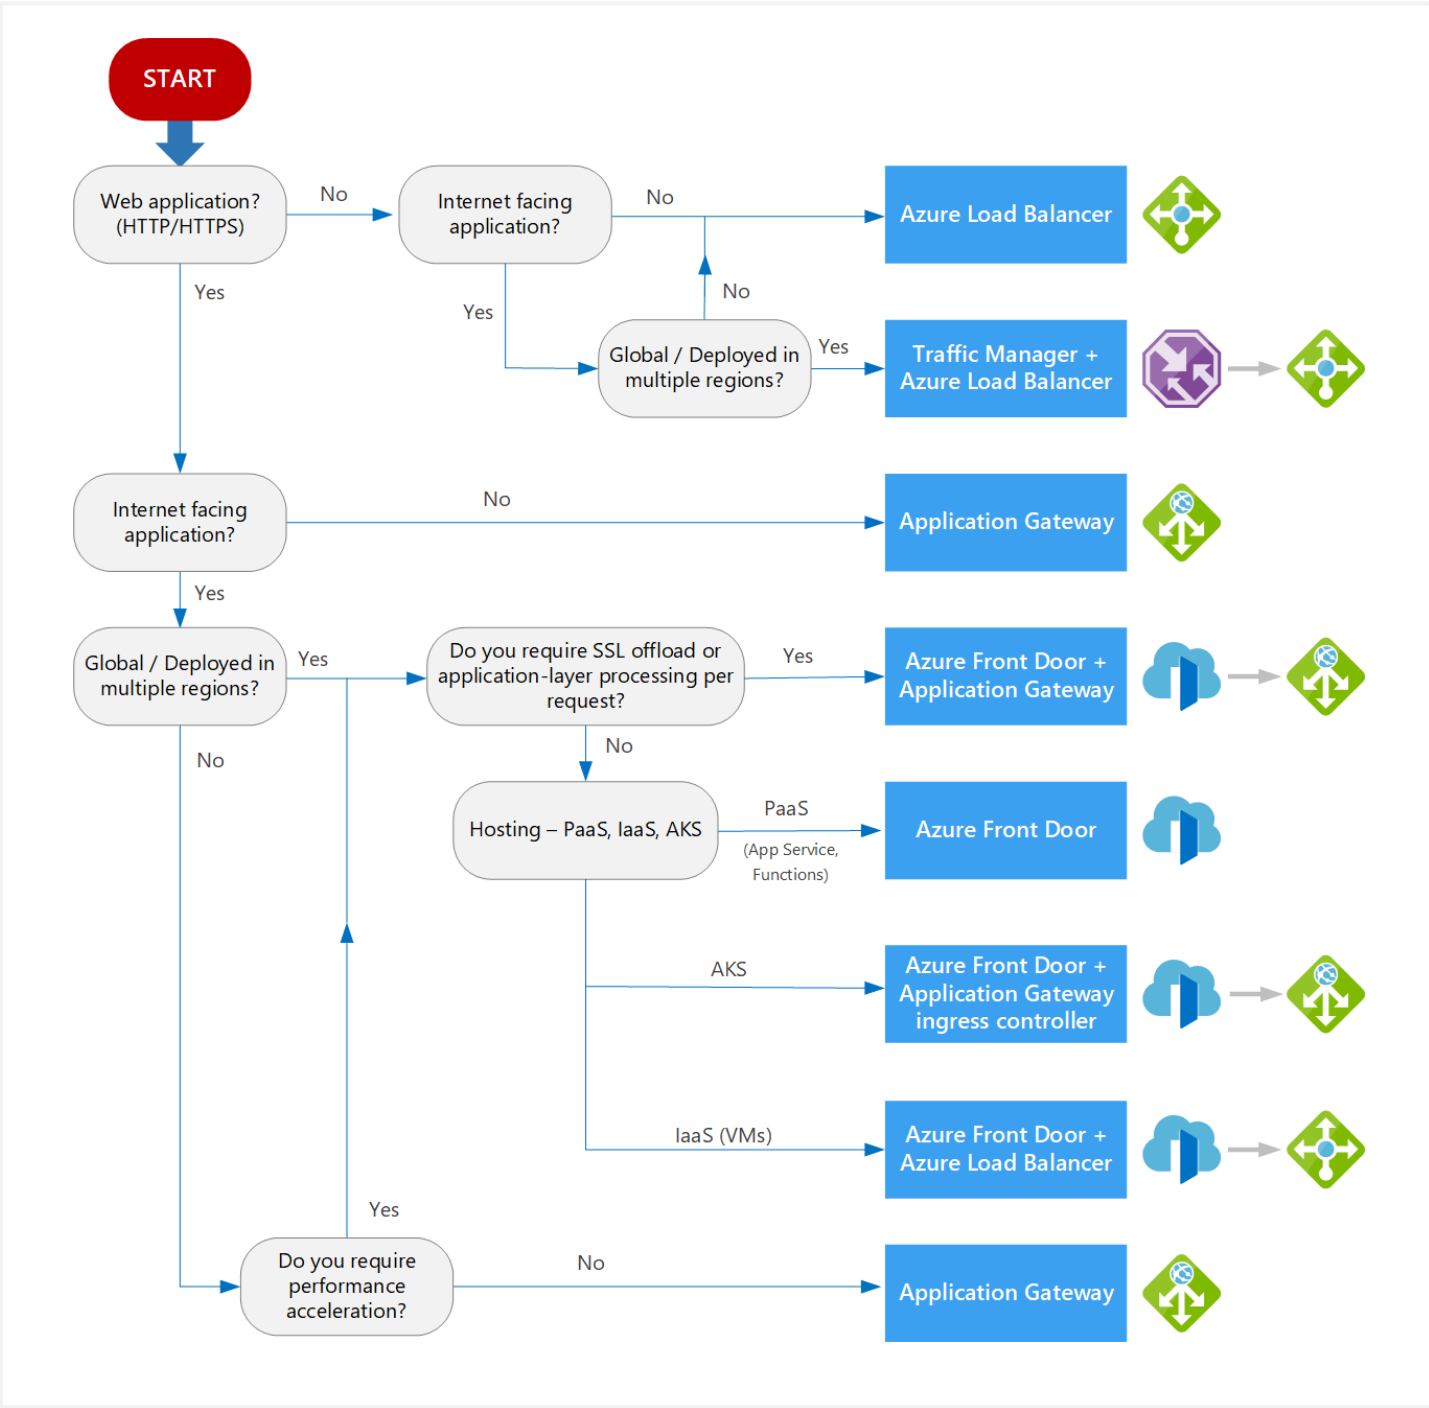 START
Web application?
(HTTP/HTTPS)
No
Internet facing
application?
No
Azure Load Balancer
Yes
Yes
No
Global / Deployed in
multiple regions?
Yes
Traffic Manager +
Azure Load Balancer
Internet facing
application?
No
Application Gateway
Yes
Global / Deployed in
multiple regions?
Yes
Do you require SSL offload or
application-layer processing per
request?
Yes
Azure Front Door +
Application Gateway
No
No
Hosting – PaaS, IaaS, AKS
PaaS
(App Service,
Functions)
Azure Front Door
AKS
Azure Front Door +
Application Gateway
ingress controller
IaaS (VMs)
Azure Front Door +
Azure Load Balancer
Yes
Do you require
performance
acceleration?
No
Application Gateway